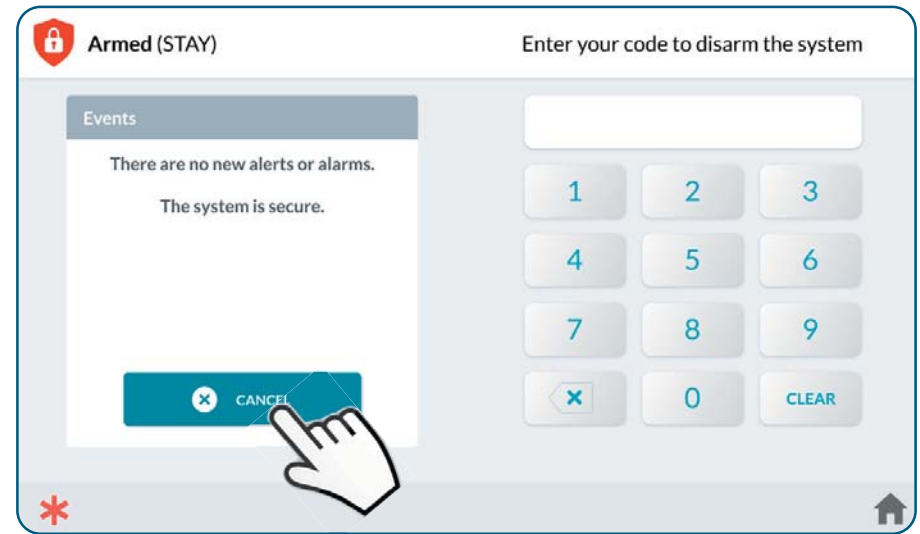 Armed (STAY)
Enter your code to disarm the system
Events
There are no new alerts or alarms.
The system is secure.
CANCEL
1 2 3
4 5 6
7 8 9
0 CLEAR